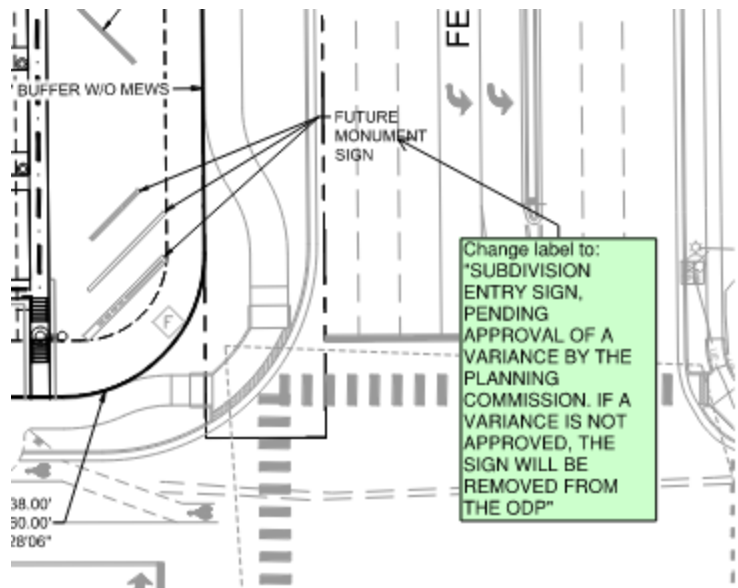 FE
BUFFER W/O MEWS
FUTURE
MONUMENT
SIGN
Change label to:
"SUBDIVISION
ENTRY SIGN,
PENDING
APPROVAL OF A
VARIANCE BY THE
PLANNING
COMMISSION. IF A
VARIANCE IS NOT
APPROVED, THE
SIGN WILL BE
REMOVED FROM
THE ODP"
F
38.00'
60.00'
28'06"